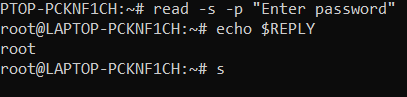 PTOP-PCKNF1CH:~# read -s -p "Enter password"
root@LAPTOP-PCKNF1CH:~# echo $REPLY
root
root@LAPTOP-PCKNF1CH:~# s